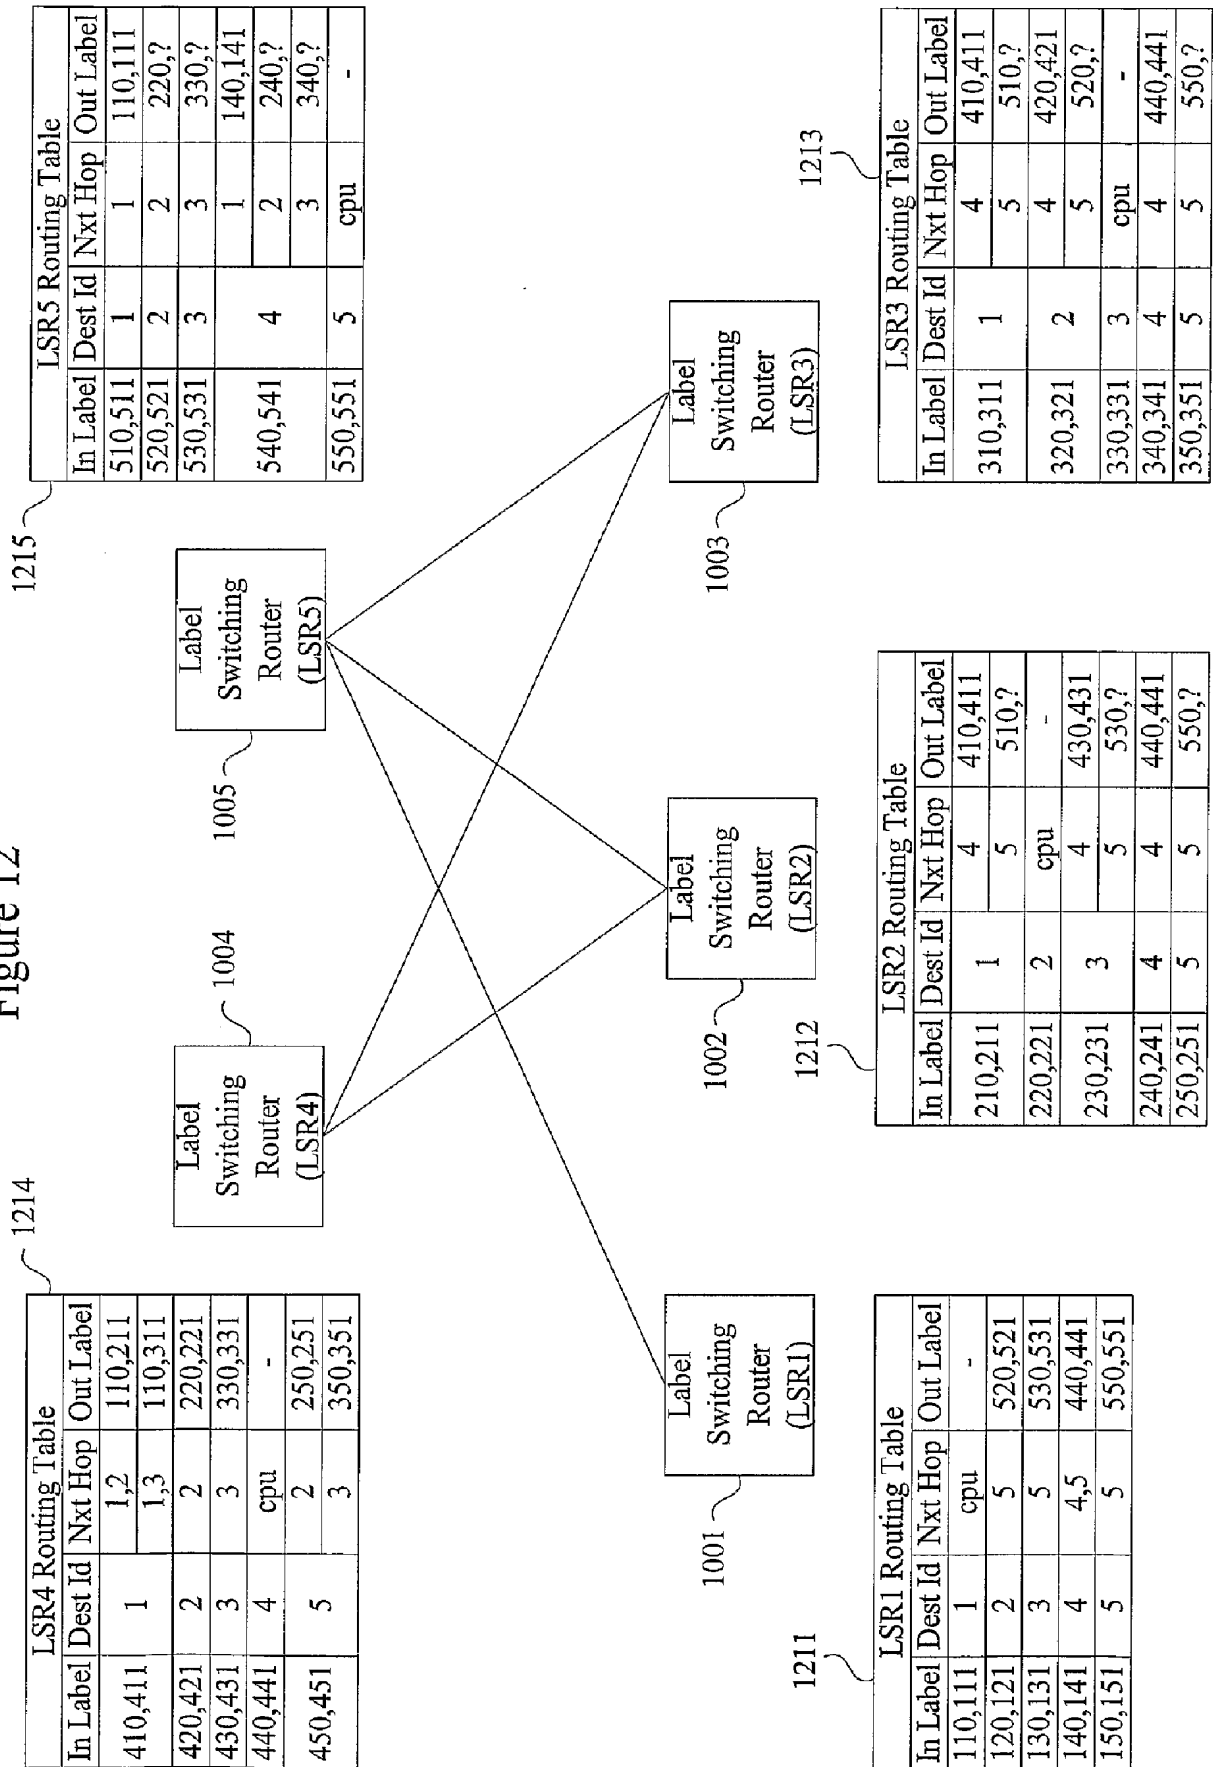 Figure 12
1214
LSR4 Routing Table
In Label Dest Id Nxt Hop Out Label
410,411 1 1,2 110,211
1,3 110,311
420,421 2 2 220,221
430,431 3 3 330,331
440,441 4 cpu -
450,451 5 2 250,251
3 350,351
1004
Label
Switching
Router
(LSR4)
1005
Label
Switching
Router
(LSR5)
1215
LSR5 Routing Table
In Label Dest Id Nxt Hop Out Label
510,511 1 1 110,111
520,521 2 2 220,?
530,531 3 3 330,?
540,541 4 1 140,141
2 240,?
3 340,?
550,551 5 cpu -
1001
Label
Switching
Router
(LSR1)
1002
Label
Switching
Router
(LSR2)
1003
Label
Switching
Router
(LSR3)
1211
LSR1 Routing Table
In Label Dest Id Nxt Hop Out Label
110,111 1 cpu -
120,121 2 5 520,521
130,131 3 5 530,531
140,141 4 4,5 440,441
150,151 5 5 550,551
1212
LSR2 Routing Table
In Label Dest Id Nxt Hop Out Label
210,211 1 4 410,411
5 510,?
220,221 2 cpu -
230,231 3 4 430,431
5 530,?
240,241 4 4 440,441
250,251 5 5 550,?
1213
LSR3 Routing Table
In Label Dest Id Nxt Hop Out Label
310,311 1 4 410,411
5 510,?
320,321 2 4 420,421
5 520,?
330,331 3 cpu -
340,341 4 4 440,441
350,351 5 5 550,?